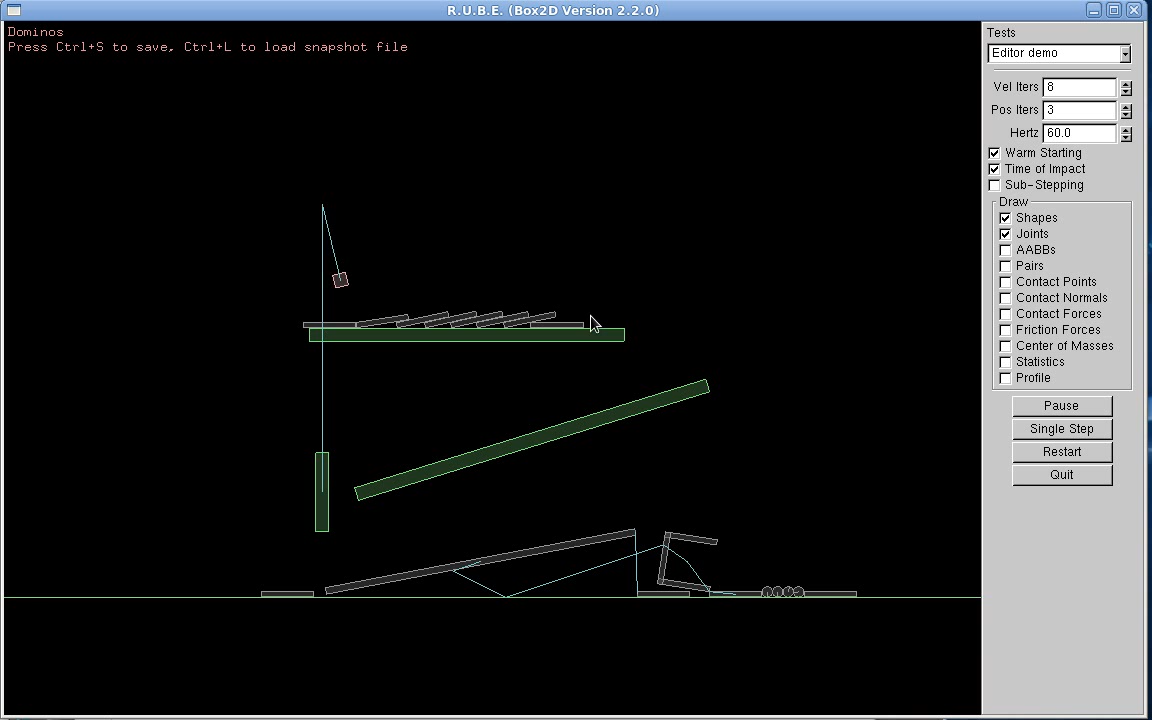 R.U.B.E. (Box2D Version 2.2.0)
Dominos
Press Ctrl+S to save, Ctrl+L to load snapshot file
Tests
Editor demo
Vel Iters 8
Pos Iters 3
Hertz 60.0
Warm Starting
Time of Impact
Sub-Stepping
Draw
Shapes
Joints
AABBs
Pairs
Contact Points
Contact Normals
Contact Forces
Friction Forces
Center of Masses
Statistics
Profile
Pause
Single Step
Restart
Quit